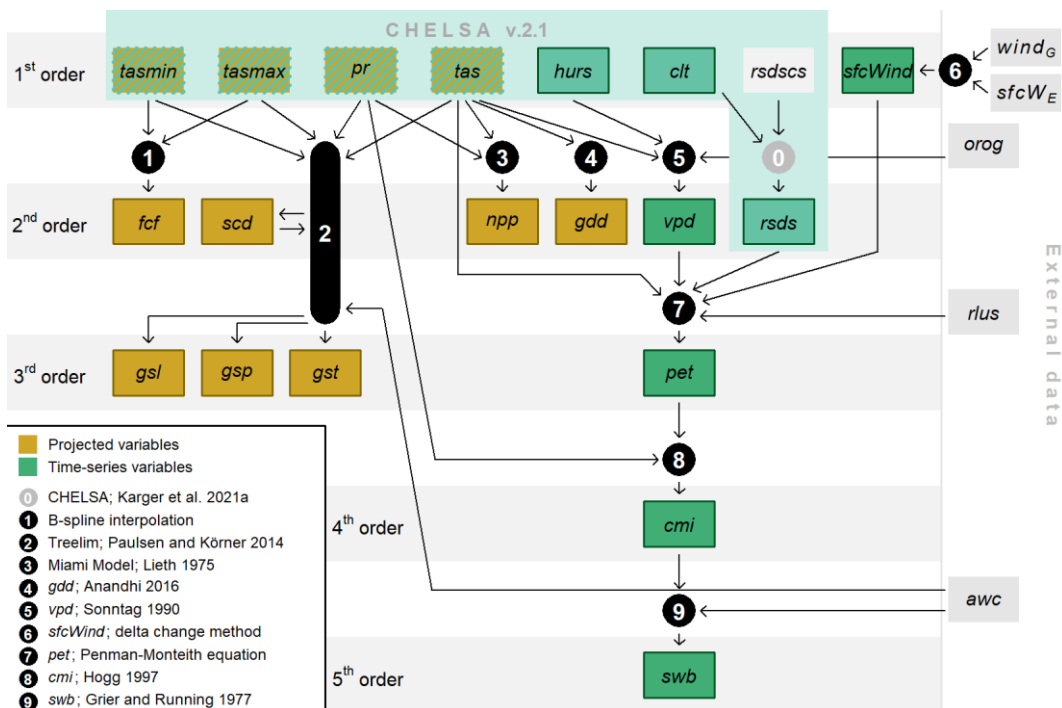 CHELSA v.2.1
1st order
tasmin
tasmax
pr
tas
hurs
clt
rsdscs
sfcWind
6
windG
sfcWE
orog
1
3
4
5
0
2nd order
fcf
scd
2
npp
gdd
vpd
rsds
7
rlus
External data
3rd order
gsl
gsp
gst
pet
8
Projected variables
Time-series variables
0 CHELSA; Karger et al. 2021a
1 B-spline interpolation
2 Treelim; Paulsen and Körner 2014
3 Miami Model; Lieth 1975
4 gdd; Anandhi 2016
5 vpd; Sonntag 1990
6 sfcWind; delta change method
7 pet; Penman-Monteith equation
8 cmi; Hogg 1997
9 swb; Grier and Running 1977
4th order
cmi
9
awc
5th order
swb